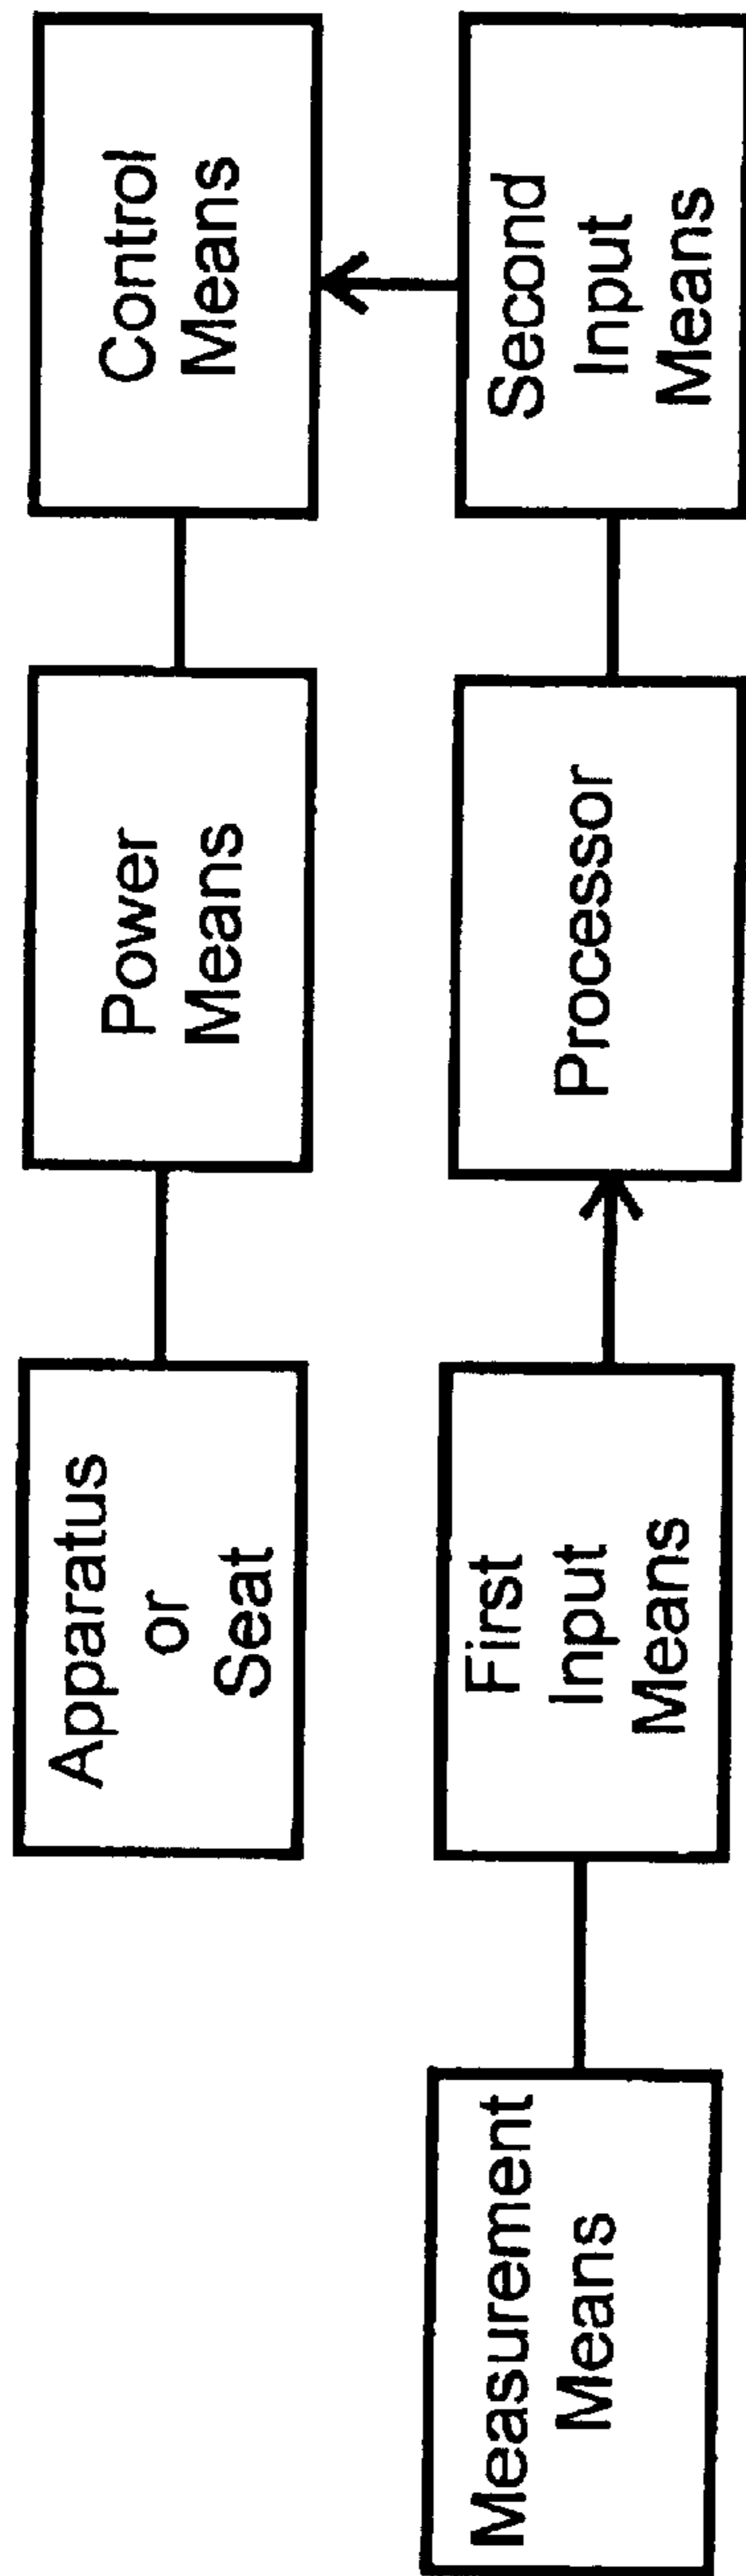 Apparatus
or
Seat
Power
Means
Control
Means
Measurement
Means
First
Input
Means
Processor
Second
Input
Means